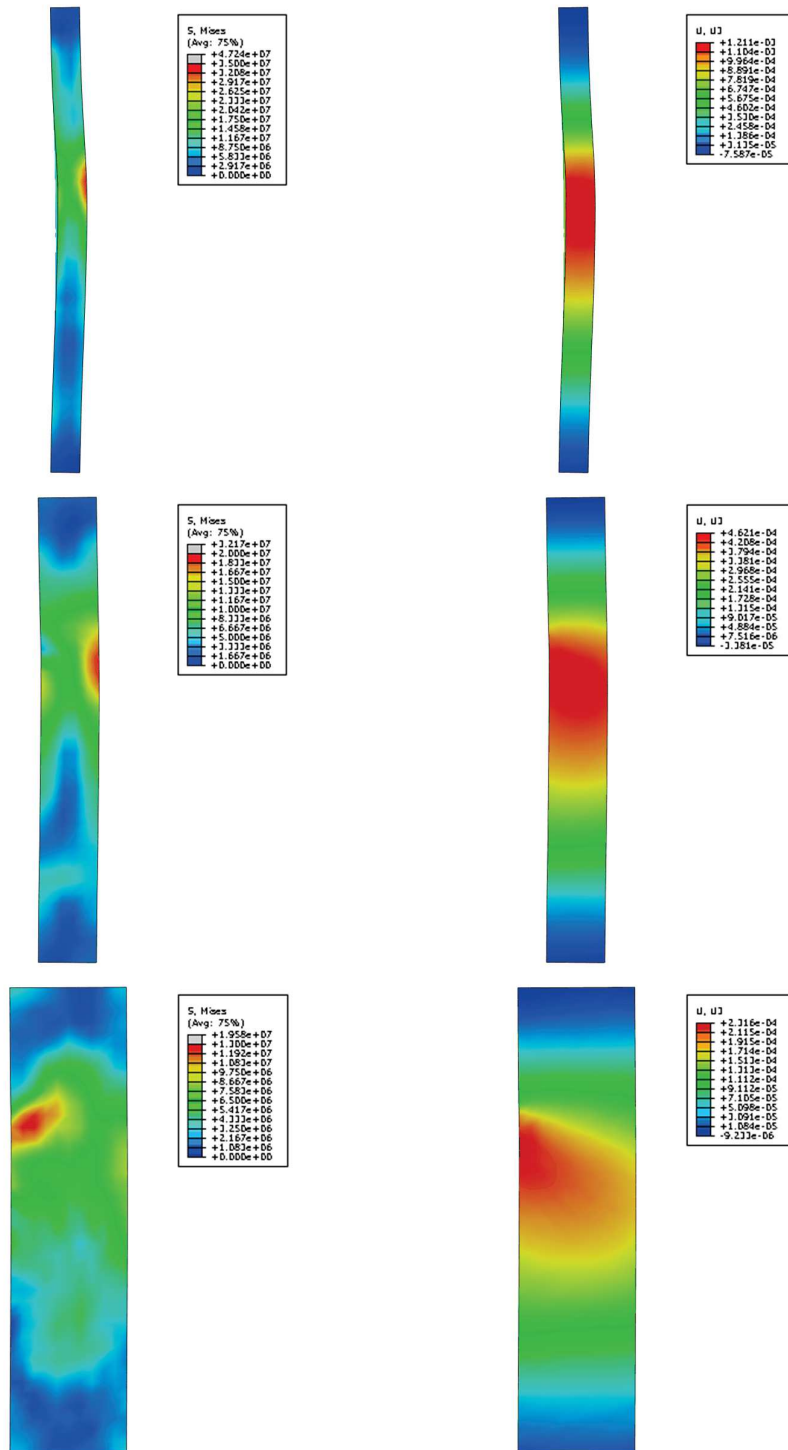 S, Mises
(Avg: 75%)
+4.724e+07
+3.500e+07
+3.208e+07
+2.917e+07
+2.625e+07
+2.333e+07
+2.042e+07
+1.750e+07
+1.458e+07
+1.167e+07
+8.750e+06
+5.833e+06
+2.917e+06
+0.000e+00
U, U3
+1.211e-03
+1.104e-03
+9.964e-04
+8.891e-04
+7.819e-04
+6.747e-04
+5.675e-04
+4.602e-04
+3.530e-04
+2.458e-04
+1.386e-04
+3.135e-05
-7.587e-05
S, Mises
(Avg: 75%)
+3.217e+07
+2.000e+07
+1.833e+07
+1.667e+07
+1.500e+07
+1.333e+07
+1.167e+07
+1.000e+07
+8.333e+06
+6.667e+06
+5.000e+06
+3.333e+06
+1.667e+06
+0.000e+00
U, U3
+4.621e-04
+4.208e-04
+3.794e-04
+3.381e-04
+2.968e-04
+2.555e-04
+2.141e-04
+1.728e-04
+1.315e-04
+9.017e-05
+4.884e-05
+7.516e-06
-3.381e-05
S, Mises
(Avg: 75%)
+1.958e+07
+1.300e+07
+1.192e+07
+1.083e+07
+9.750e+06
+8.667e+06
+7.583e+06
+6.500e+06
+5.417e+06
+4.333e+06
+3.250e+06
+2.167e+06
+1.083e+06
+0.000e+00
U, U3
+2.316e-04
+2.115e-04
+1.915e-04
+1.714e-04
+1.513e-04
+1.313e-04
+1.112e-04
+9.112e-05
+7.105e-05
+5.098e-05
+3.091e-05
+1.084e-05
-9.233e-06